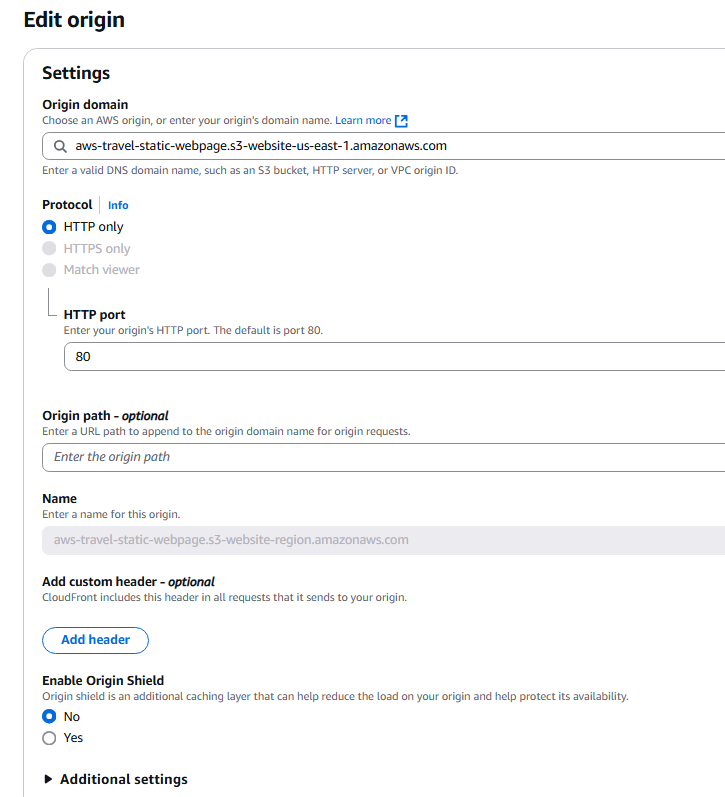 Edit origin
Settings
Origin domain
Choose an AWS origin, or enter your origin's domain name. Learn more
aws-travel-static-webpage.s3-website-us-east-1.amazonaws.com
Enter a valid DNS domain name, such as an S3 bucket, HTTP server, or VPC origin ID.
Protocol Info
HTTP only
HTTPS only
Match viewer
HTTP port
Enter your origin's HTTP port. The default is port 80.
80
Origin path - optional
Enter a URL path to append to the origin domain name for origin requests.
Enter the origin path
Name
Enter a name for this origin.
aws-travel-static-webpage.s3-website-region.amazonaws.com
Add custom header - optional
CloudFront includes this header in all requests that it sends to your origin.
Add header
Enable Origin Shield
Origin shield is an additional caching layer that can help reduce the load on your origin and help protect its availability.
No
Yes
Additional settings